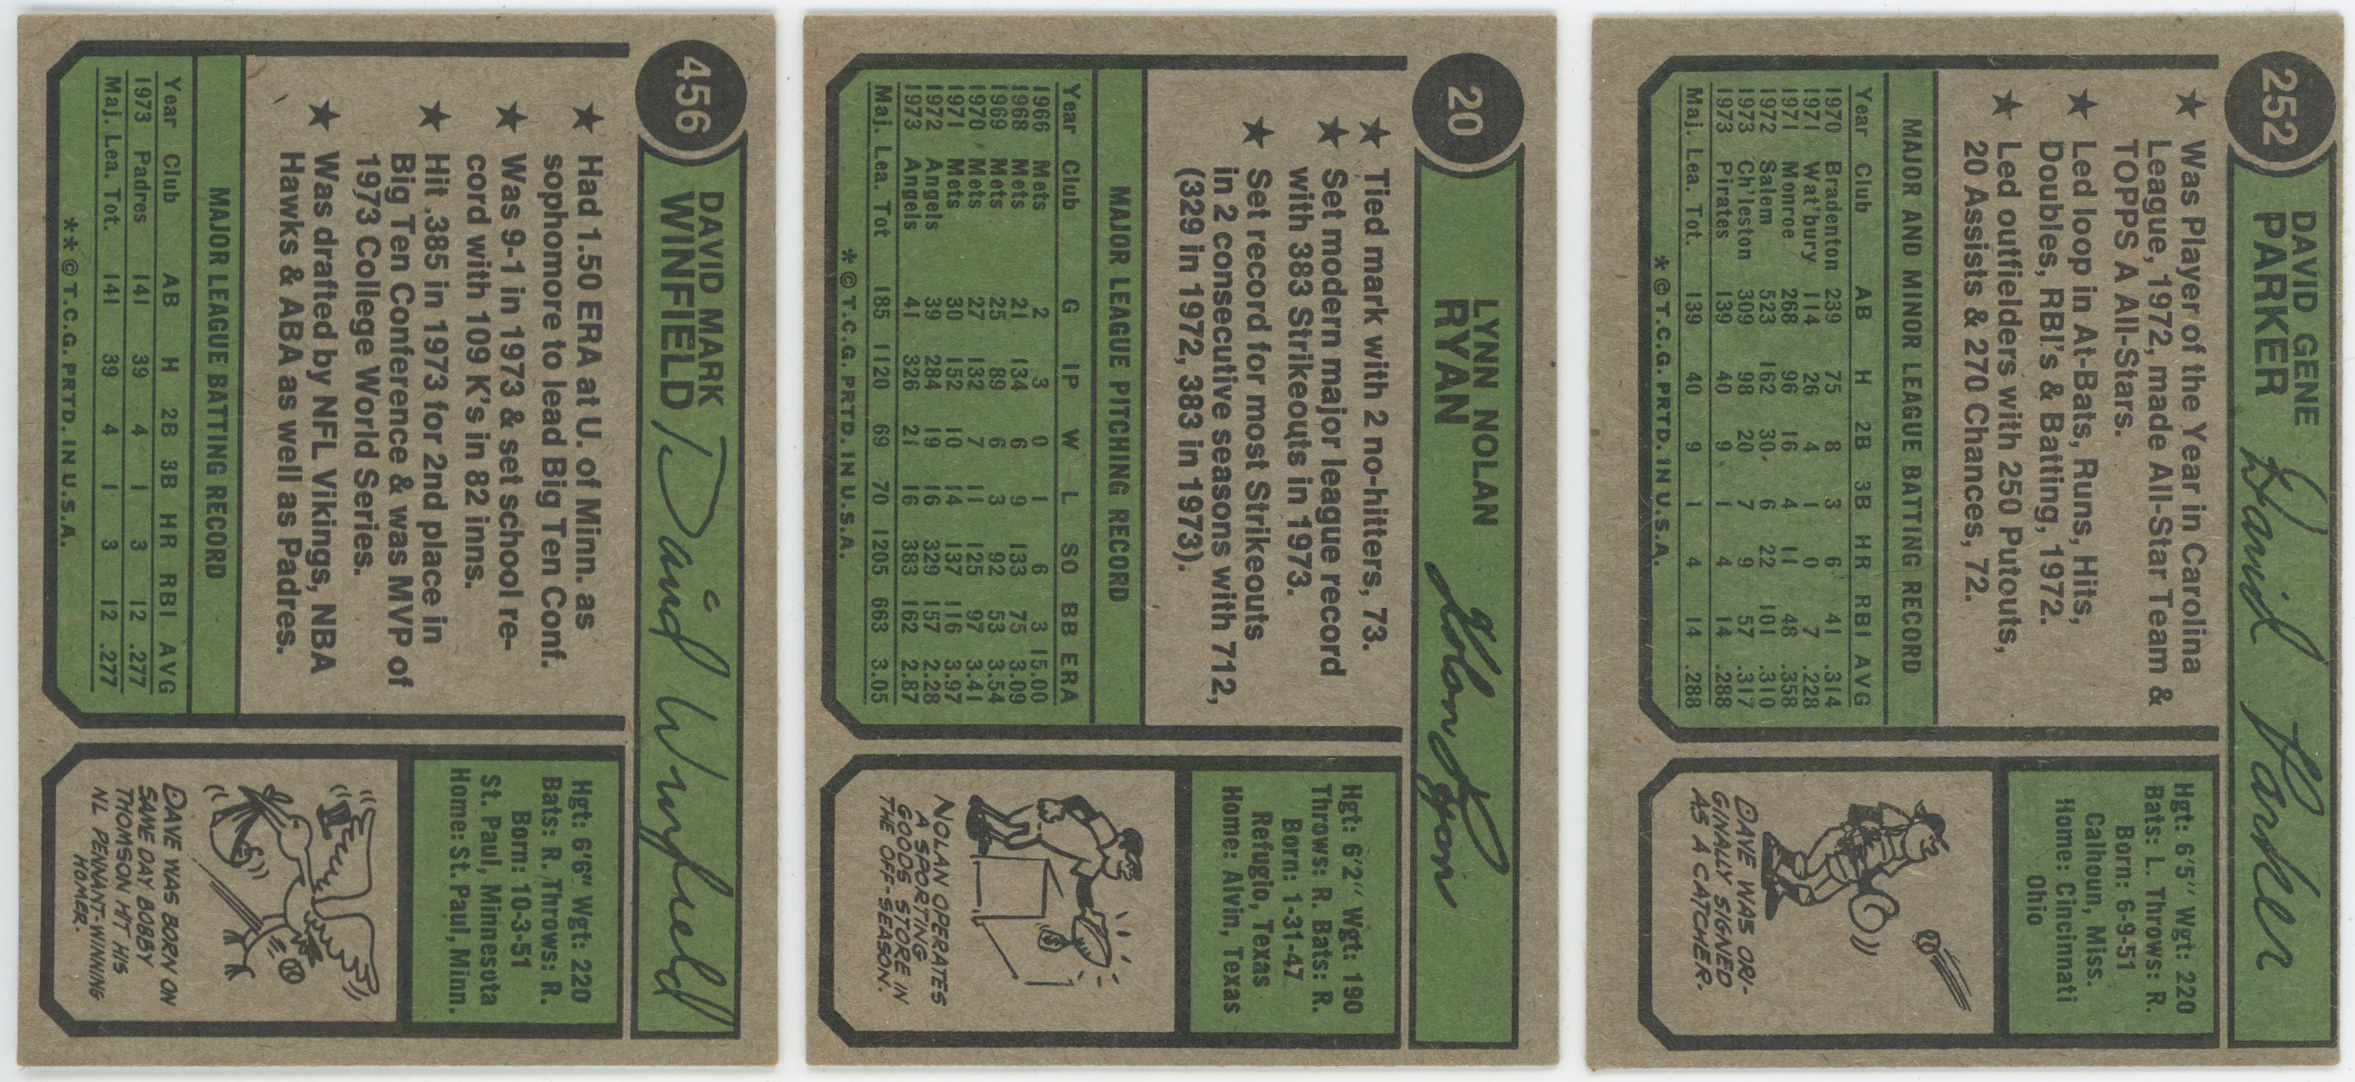 456
DAVID MARK
WINFIELD David Winfield
★ Had 1.50 ERA at U. of Minn. as
sophomore to lead Big Ten Conf.
★ Was 9-1 in 1973 & set school re-
cord with 109 K's in 82 inns.
★ Hit .385 in 1973 for 2nd place in
Big Ten Conference & was MVP of
1973 College World Series.
★ Was drafted by NFL Vikings, NBA
Hawks & ABA as well as Padres.
MAJOR LEAGUE BATTING RECORD
Year Club AB H 2B 3B HR RBI AVG
1973 Padres 141 39 4 1 3 12 .277
Maj. Lea. Tot. 141 39 4 1 3 12 .277
**©T.C.G. PRTD. IN U.S.A.
Hgt: 6'6" Wgt: 220
Bats: R. Throws: R.
Born: 10-3-51
St. Paul, Minnesota
Home: St. Paul, Minn.
DAVE WAS BORN ON
SAME DAY BOBBY
THOMSON HIT HIS
NL PENNANT-WINNING
HOMER.
20
LYNN NOLAN
RYAN Nolan Ryan
★ Tied mark with 2 no-hitters, 73.
★ Set modern major league record
with 383 Strikeouts in 1973.
★ Set record for most Strikeouts
in 2 consecutive seasons with 712,
(329 in 1972, 383 in 1973).
MAJOR LEAGUE PITCHING RECORD
Year Club G IP W L SO BB ERA
1966 Mets 2 3 0 1 6 3 15.00
1968 Mets 21 134 6 9 133 75 3.09
1969 Mets 25 89 6 3 92 53 3.54
1970 Mets 27 132 7 11 125 97 3.41
1971 Mets 30 152 10 14 137 116 3.97
1972 Angels 39 284 19 16 329 157 2.28
1973 Angels 41 326 21 16 383 162 2.87
Maj. Lea. Tot 185 1120 69 70 1205 663 3.05
*©T.C.G. PRTD. IN U.S.A.
Hgt: 6'2" Wgt: 190
Throws: R. Bats: R.
Born: 1-31-47
Refugio, Texas
Home: Alvin, Texas
NOLAN OPERATES
A SPORTING
GOODS STORE IN
THE OFF-SEASON.
252
DAVID GENE
PARKER David Parker
★ Was Player of the Year in Carolina
League, 1972, made All-Star Team &
TOPPS A All-Stars.
★ Led loop in At-Bats, Runs, Hits,
Doubles, RBI's & Batting, 1972.
★ Led outfielders with 250 Putouts,
20 Assists & 270 Chances, 72.
MAJOR AND MINOR LEAGUE BATTING RECORD
Year Club AB H 2B 3B HR RBI AVG
1970 Bradenton 239 75 8 3 6 41 .314
1971 Wat'bury 114 26 4 1 0 7 .228
1971 Monroe 268 96 16 4 11 48 .358
1972 Salem 523 162 30 6 22 101 .310
1973 Ch'leston 309 98 20 7 9 57 .317
1973 Pirates 139 40 9 1 4 14 .288
Maj. Lea. Tot. 139 40 9 1 4 14 .288
*©T.C.G. PRTD. IN U.S.A.
Hgt: 6'5" Wgt: 220
Bats: L. Throws: R.
Born: 6-9-51
Calhoun, Miss.
Home: Cincinnati
Ohio
DAVE WAS ORI-
GINALLY SIGNED
AS A CATCHER.